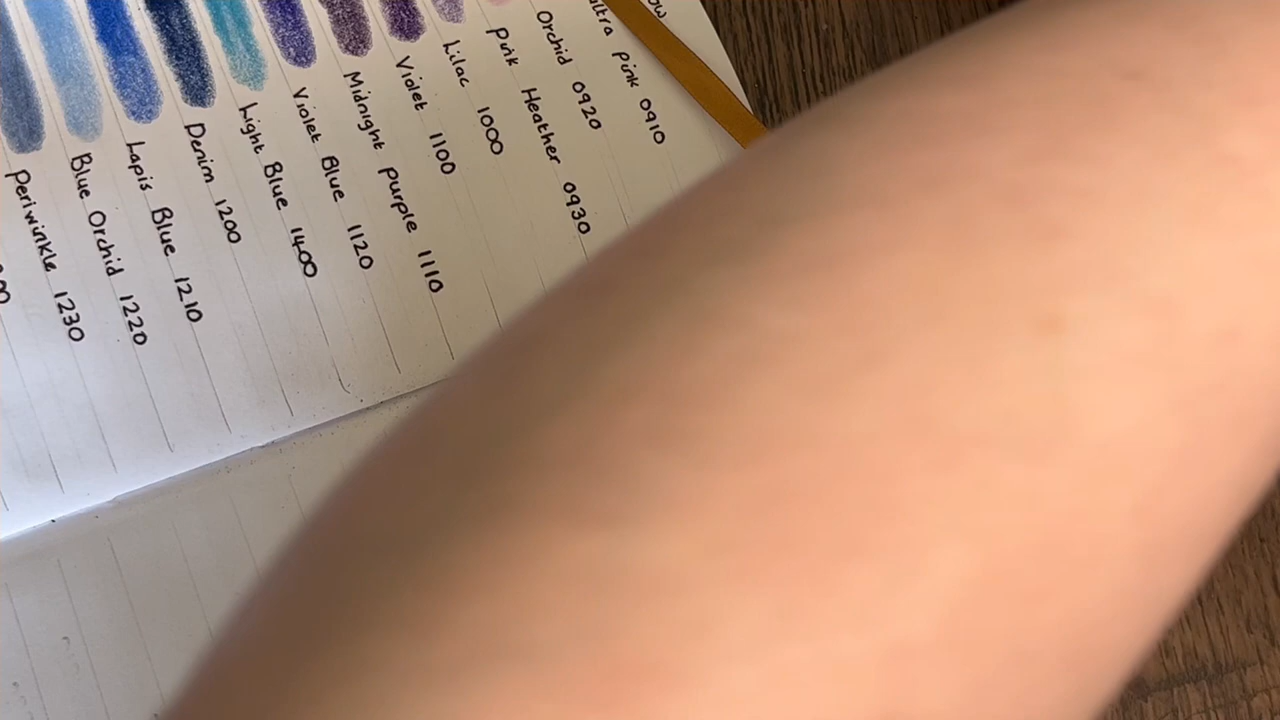 ultra pink 0910
Orchid 0920
Pink Heather 0930
Lilac 1000
Violet 1100
Midnight purple 1110
Violet Blue 1120
Light Blue 1400
Denim 1200
Lapis Blue 1210
Blue Orchid 1220
Periwinkle 1230